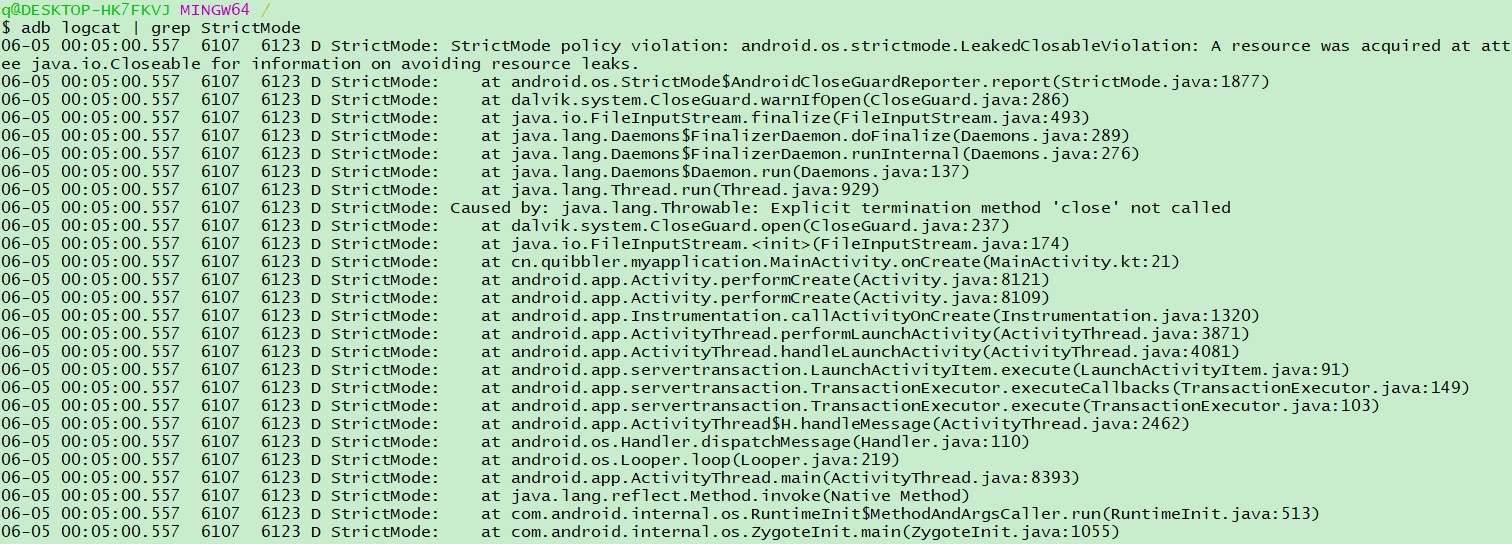 q@DESKTOP-HK7FKVJ MINGW64 /
$ adb logcat | grep StrictMode
06-05 00:05:00.557  6107  6123 D StrictMode: StrictMode policy violation: android.os.strictmode.LeakedClosableViolation: A resource was acquired at att
ee java.io.Closeable for information on avoiding resource leaks.
06-05 00:05:00.557  6107  6123 D StrictMode:    at android.os.StrictMode$AndroidCloseGuardReporter.report(StrictMode.java:1877)
06-05 00:05:00.557  6107  6123 D StrictMode:    at dalvik.system.CloseGuard.warnIfOpen(CloseGuard.java:286)
06-05 00:05:00.557  6107  6123 D StrictMode:    at java.io.FileInputStream.finalize(FileInputStream.java:493)
06-05 00:05:00.557  6107  6123 D StrictMode:    at java.lang.Daemons$FinalizerDaemon.doFinalize(Daemons.java:289)
06-05 00:05:00.557  6107  6123 D StrictMode:    at java.lang.Daemons$FinalizerDaemon.runInternal(Daemons.java:276)
06-05 00:05:00.557  6107  6123 D StrictMode:    at java.lang.Daemons$Daemon.run(Daemons.java:137)
06-05 00:05:00.557  6107  6123 D StrictMode:    at java.lang.Thread.run(Thread.java:929)
06-05 00:05:00.557  6107  6123 D StrictMode: Caused by: java.lang.Throwable: Explicit termination method 'close' not called
06-05 00:05:00.557  6107  6123 D StrictMode:    at dalvik.system.CloseGuard.open(CloseGuard.java:237)
06-05 00:05:00.557  6107  6123 D StrictMode:    at java.io.FileInputStream.<init>(FileInputStream.java:174)
06-05 00:05:00.557  6107  6123 D StrictMode:    at cn.quibbler.myapplication.MainActivity.onCreate(MainActivity.kt:21)
06-05 00:05:00.557  6107  6123 D StrictMode:    at android.app.Activity.performCreate(Activity.java:8121)
06-05 00:05:00.557  6107  6123 D StrictMode:    at android.app.Activity.performCreate(Activity.java:8109)
06-05 00:05:00.557  6107  6123 D StrictMode:    at android.app.Instrumentation.callActivityOnCreate(Instrumentation.java:1320)
06-05 00:05:00.557  6107  6123 D StrictMode:    at android.app.ActivityThread.performLaunchActivity(ActivityThread.java:3871)
06-05 00:05:00.557  6107  6123 D StrictMode:    at android.app.ActivityThread.handleLaunchActivity(ActivityThread.java:4081)
06-05 00:05:00.557  6107  6123 D StrictMode:    at android.app.servertransaction.LaunchActivityItem.execute(LaunchActivityItem.java:91)
06-05 00:05:00.557  6107  6123 D StrictMode:    at android.app.servertransaction.TransactionExecutor.executeCallbacks(TransactionExecutor.java:149)
06-05 00:05:00.557  6107  6123 D StrictMode:    at android.app.servertransaction.TransactionExecutor.execute(TransactionExecutor.java:103)
06-05 00:05:00.557  6107  6123 D StrictMode:    at android.app.ActivityThread$H.handleMessage(ActivityThread.java:2462)
06-05 00:05:00.557  6107  6123 D StrictMode:    at android.os.Handler.dispatchMessage(Handler.java:110)
06-05 00:05:00.557  6107  6123 D StrictMode:    at android.os.Looper.loop(Looper.java:219)
06-05 00:05:00.557  6107  6123 D StrictMode:    at android.app.ActivityThread.main(ActivityThread.java:8393)
06-05 00:05:00.557  6107  6123 D StrictMode:    at java.lang.reflect.Method.invoke(Native Method)
06-05 00:05:00.557  6107  6123 D StrictMode:    at com.android.internal.os.RuntimeInit$MethodAndArgsCaller.run(RuntimeInit.java:513)
06-05 00:05:00.557  6107  6123 D StrictMode:    at com.android.internal.os.ZygoteInit.main(ZygoteInit.java:1055)